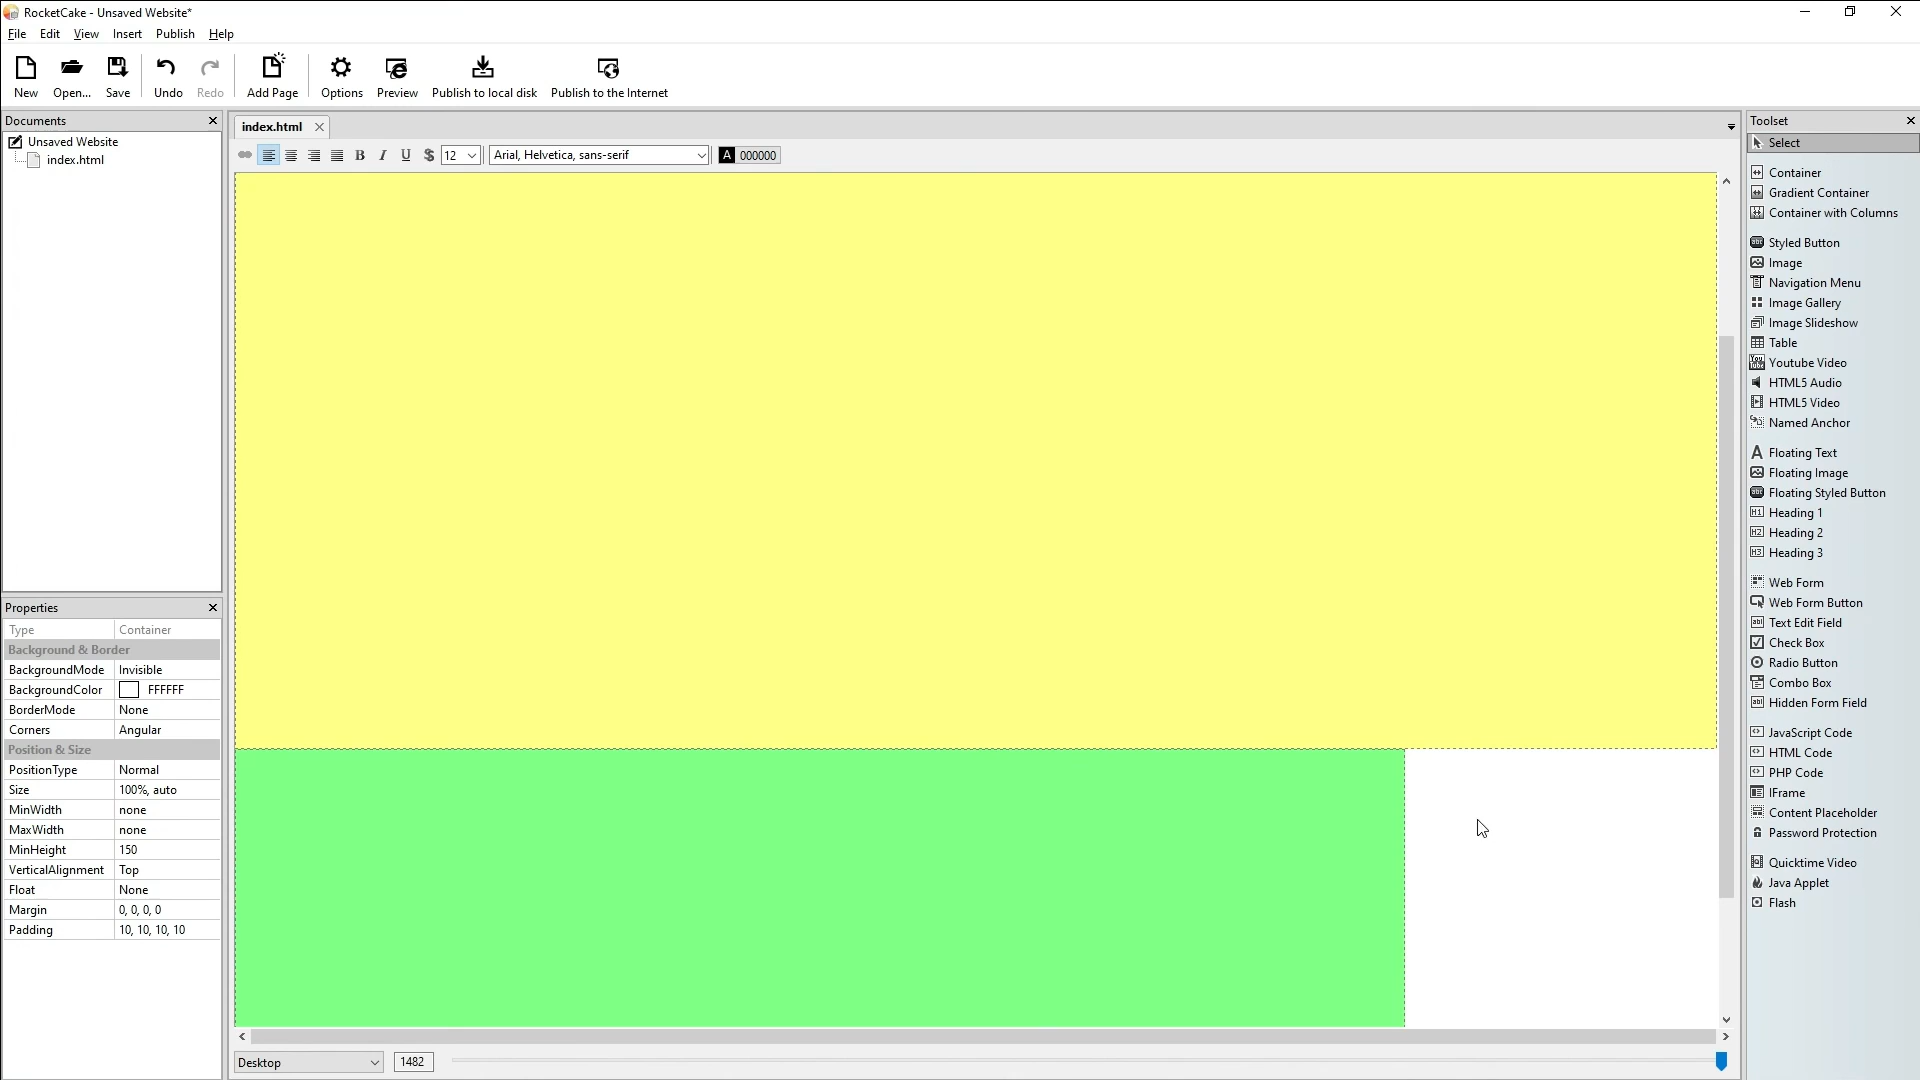 RocketCake - Unsaved Website*
File Edit View Insert Publish Help
New Open... Save Undo Redo Add Page Options Preview Publish to local disk Publish to the Internet
Documents
Unsaved Website
index.html
index.html
B I U $ 12 Arial, Helvetica, sans-serif A 000000
Properties
Type Container
Background & Border
BackgroundMode Invisible
BackgroundColor FFFFFF
BorderMode None
Corners Angular
Position & Size
PositionType Normal
Size 100%, auto
MinWidth none
MaxWidth none
MinHeight 150
VerticalAlignment Top
Float None
Margin 0, 0, 0, 0
Padding 10, 10, 10, 10
Desktop 1482
Toolset
Select
Container
Gradient Container
Container with Columns
Styled Button
Image
Navigation Menu
Image Gallery
Image Slideshow
Table
Youtube Video
HTML5 Audio
HTML5 Video
Named Anchor
Floating Text
Floating Image
Floating Styled Button
Heading 1
Heading 2
Heading 3
Web Form
Web Form Button
Text Edit Field
Check Box
Radio Button
Combo Box
Hidden Form Field
JavaScript Code
HTML Code
PHP Code
IFrame
Content Placeholder
Password Protection
Quicktime Video
Java Applet
Flash